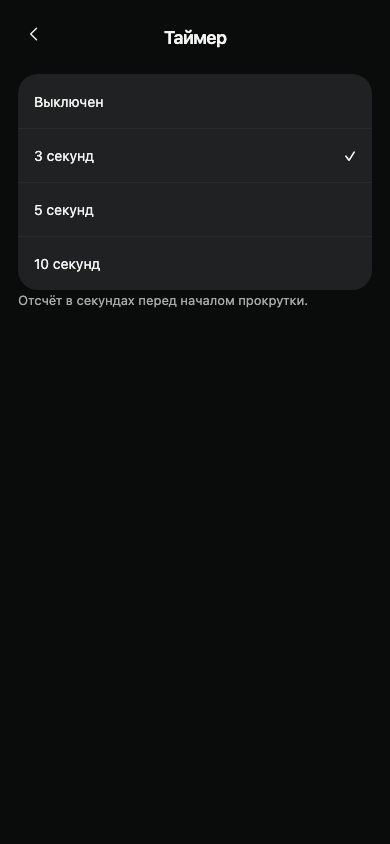 Таймер
Выключен
3 секунд
5 секунд
10 секунд
Отсчёт в секундах перед началом прокрутки.